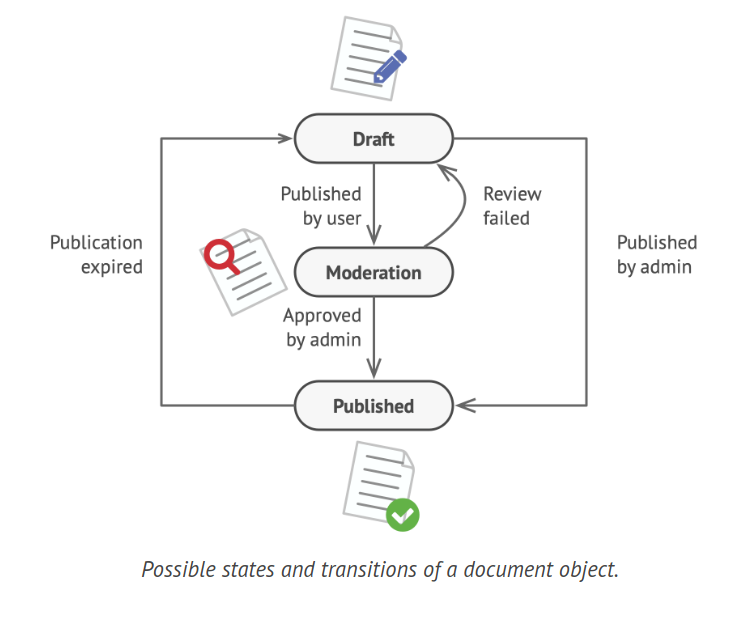 Draft
Published
by user
Review
failed
Publication
expired
Published
by admin
Moderation
Approved
by admin
Published
Possible states and transitions of a document object.